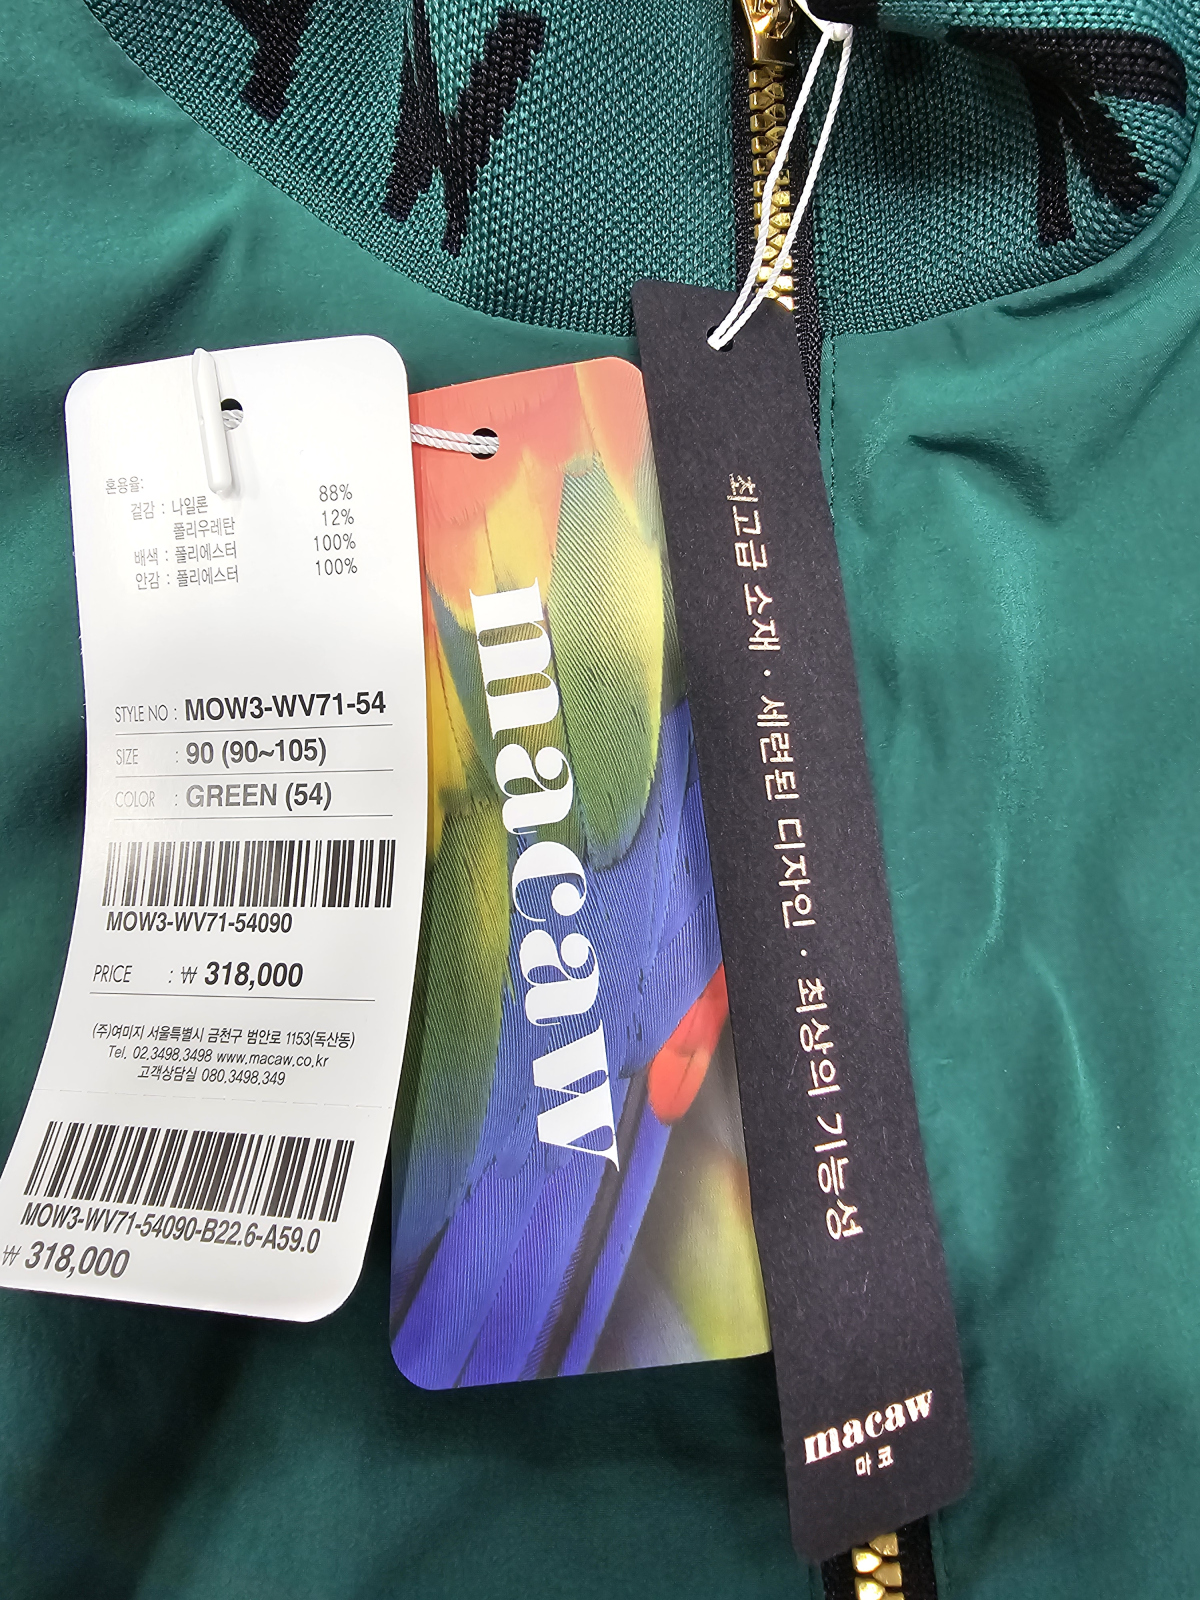 혼용율:
겉감 : 나일론 88%
폴리우레탄 12%
배색 : 폴리에스터 100%
안감 : 폴리에스터 100%
STYLE NO : MOW3-WV71-54
SIZE : 90 (90~105)
COLOR : GREEN (54)
MOW3-WV71-54090
PRICE : ₩ 318,000
(주)여미지 서울특별시 금천구 범안로 1153(독산동)
Tel. 02.3498.3498 www.macaw.co.kr
고객상담실 080.3498.349
MOW3-WV71-54090-B22.6-A59.0
₩ 318,000
macaw
최고급 소재 · 세련된 디자인 · 최상의 기능성
macaw
마코